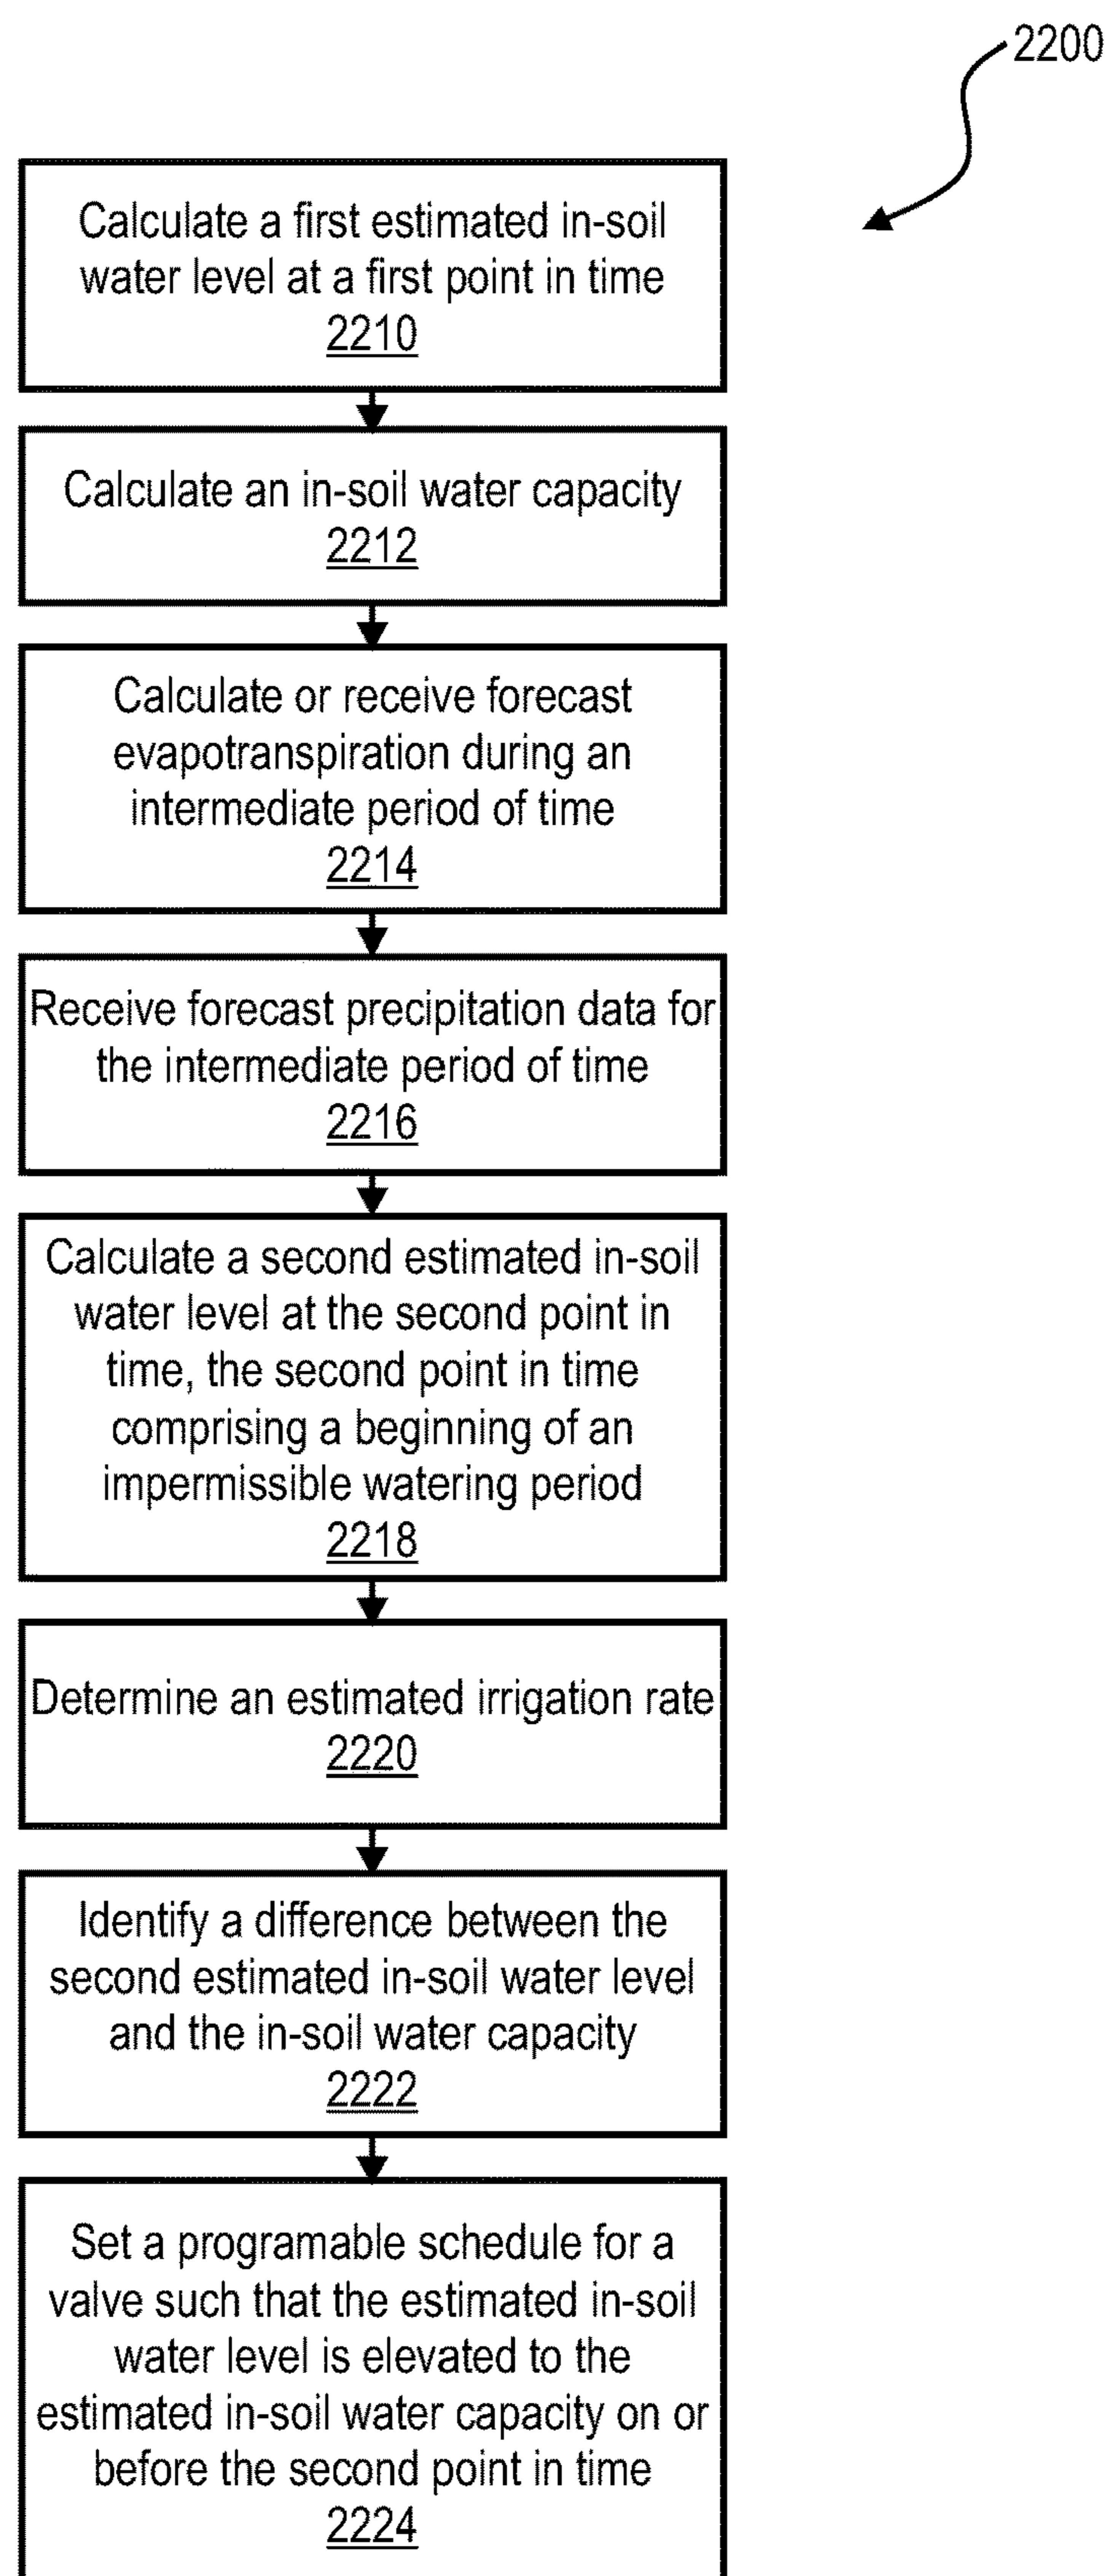 2200
Calculate a first estimated in-soil
water level at a first point in time
2210
Calculate an in-soil water capacity
2212
Calculate or receive forecast
evapotranspiration during an
intermediate period of time
2214
Receive forecast precipitation data for
the intermediate period of time
2216
Calculate a second estimated in-soil
water level at the second point in
time, the second point in time
comprising a beginning of an
impermissible watering period
2218
Determine an estimated irrigation rate
2220
Identify a difference between the
second estimated in-soil water level
and the in-soil water capacity
2222
Set a programable schedule for a
valve such that the estimated in-soil
water level is elevated to the
estimated in-soil water capacity on or
before the second point in time
2224